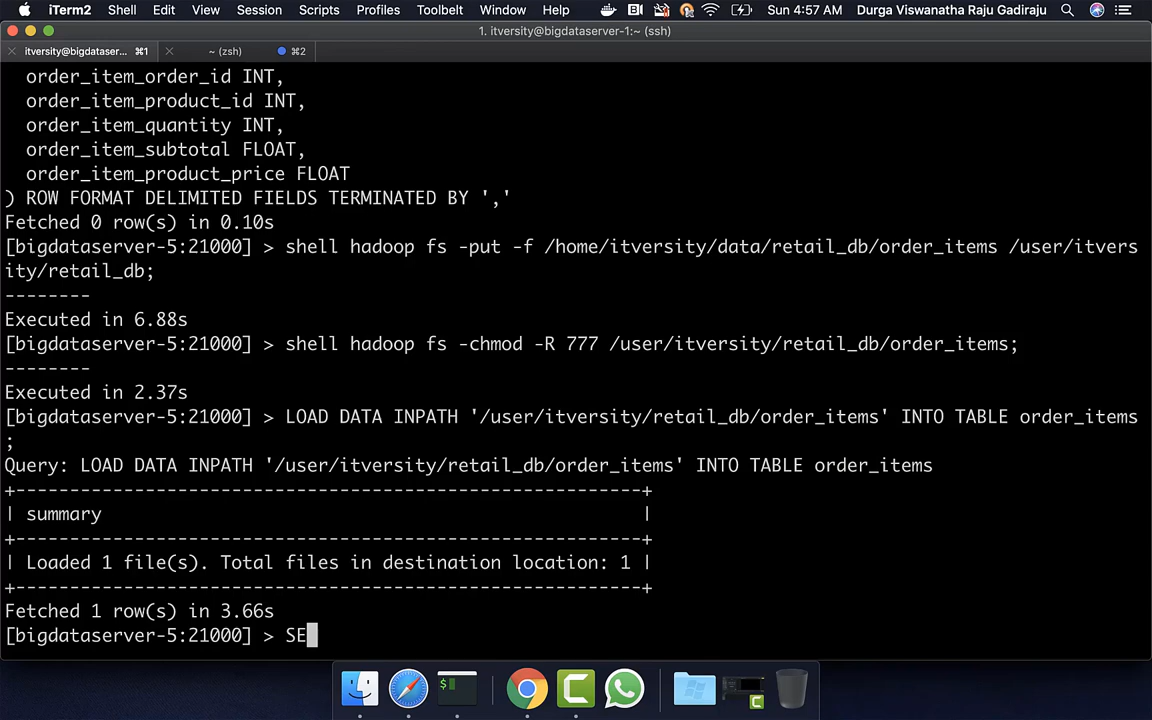 iTerm2 Shell Edit View Session Scripts Profiles Toolbelt Window Help Sun 4:57 AM Durga Viswanatha Raju Gadiraju
1. itversity@bigdataserver-1:~ (ssh)
itversity@bigdataser... ⌘1 ~ (zsh) ⌘2
order_item_order_id INT,
order_item_product_id INT,
order_item_quantity INT,
order_item_subtotal FLOAT,
order_item_product_price FLOAT
) ROW FORMAT DELIMITED FIELDS TERMINATED BY ','
Fetched 0 row(s) in 0.10s
[bigdataserver-5:21000] > shell hadoop fs -put -f /home/itversity/data/retail_db/order_items /user/itvers
ity/retail_db;
--------
Executed in 6.88s
[bigdataserver-5:21000] > shell hadoop fs -chmod -R 777 /user/itversity/retail_db/order_items;
--------
Executed in 2.37s
[bigdataserver-5:21000] > LOAD DATA INPATH '/user/itversity/retail_db/order_items' INTO TABLE order_items
;
Query: LOAD DATA INPATH '/user/itversity/retail_db/order_items' INTO TABLE order_items
+---------------------------------------------------------+
| summary |
+---------------------------------------------------------+
| Loaded 1 file(s). Total files in destination location: 1 |
+---------------------------------------------------------+
Fetched 1 row(s) in 3.66s
[bigdataserver-5:21000] > SE